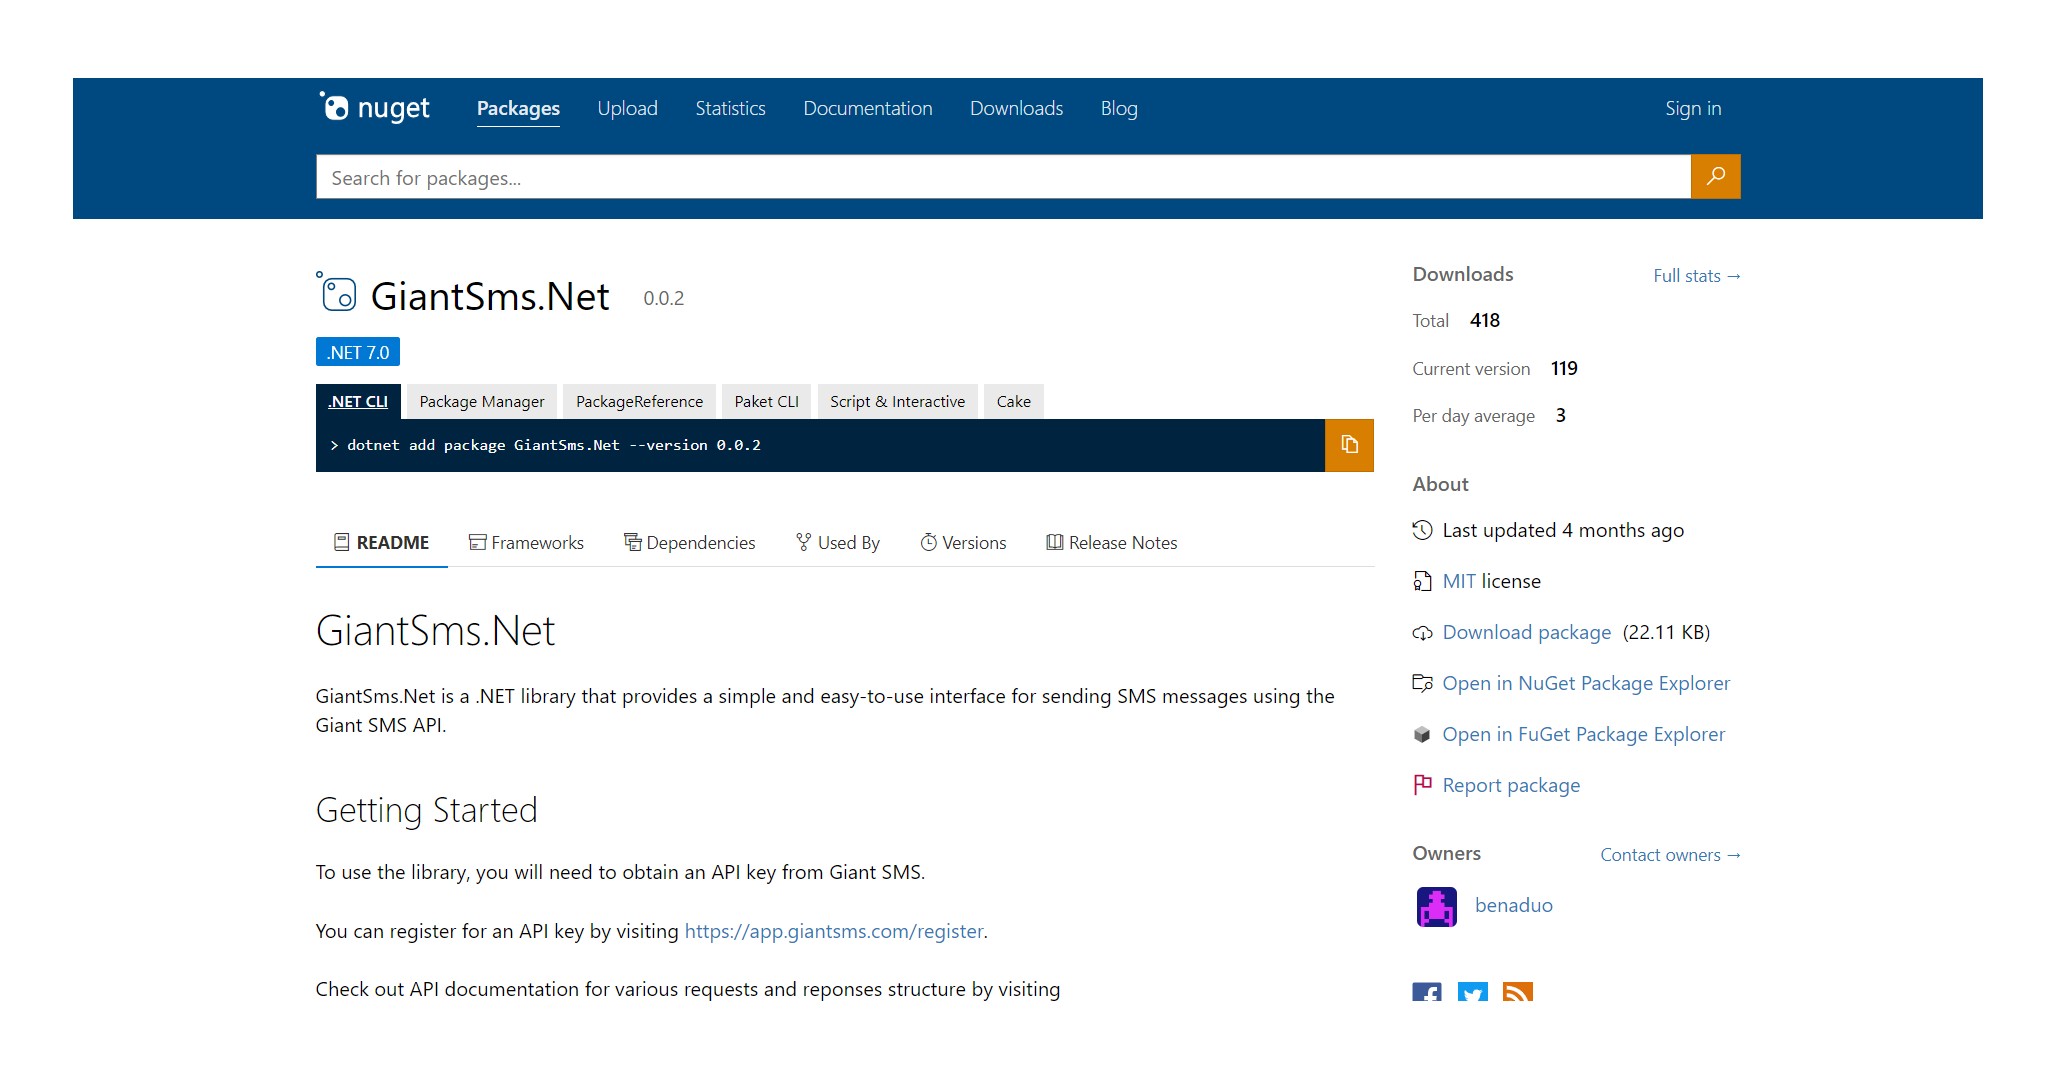 nuget Packages Upload Statistics Documentation Downloads Blog Sign in
Search for packages...
GiantSms.Net 0.0.2
.NET 7.0
.NET CLI Package Manager PackageReference Paket CLI Script & Interactive Cake
> dotnet add package GiantSms.Net --version 0.0.2
README Frameworks Dependencies Used By Versions Release Notes
GiantSms.Net
GiantSms.Net is a .NET library that provides a simple and easy-to-use interface for sending SMS messages using the
Giant SMS API.
Getting Started
To use the library, you will need to obtain an API key from Giant SMS.
You can register for an API key by visiting https://app.giantsms.com/register.
Check out API documentation for various requests and reponses structure by visiting
Downloads Full stats →
Total 418
Current version 119
Per day average 3
About
Last updated 4 months ago
MIT license
Download package (22.11 KB)
Open in NuGet Package Explorer
Open in FuGet Package Explorer
Report package
Owners Contact owners →
benaduo